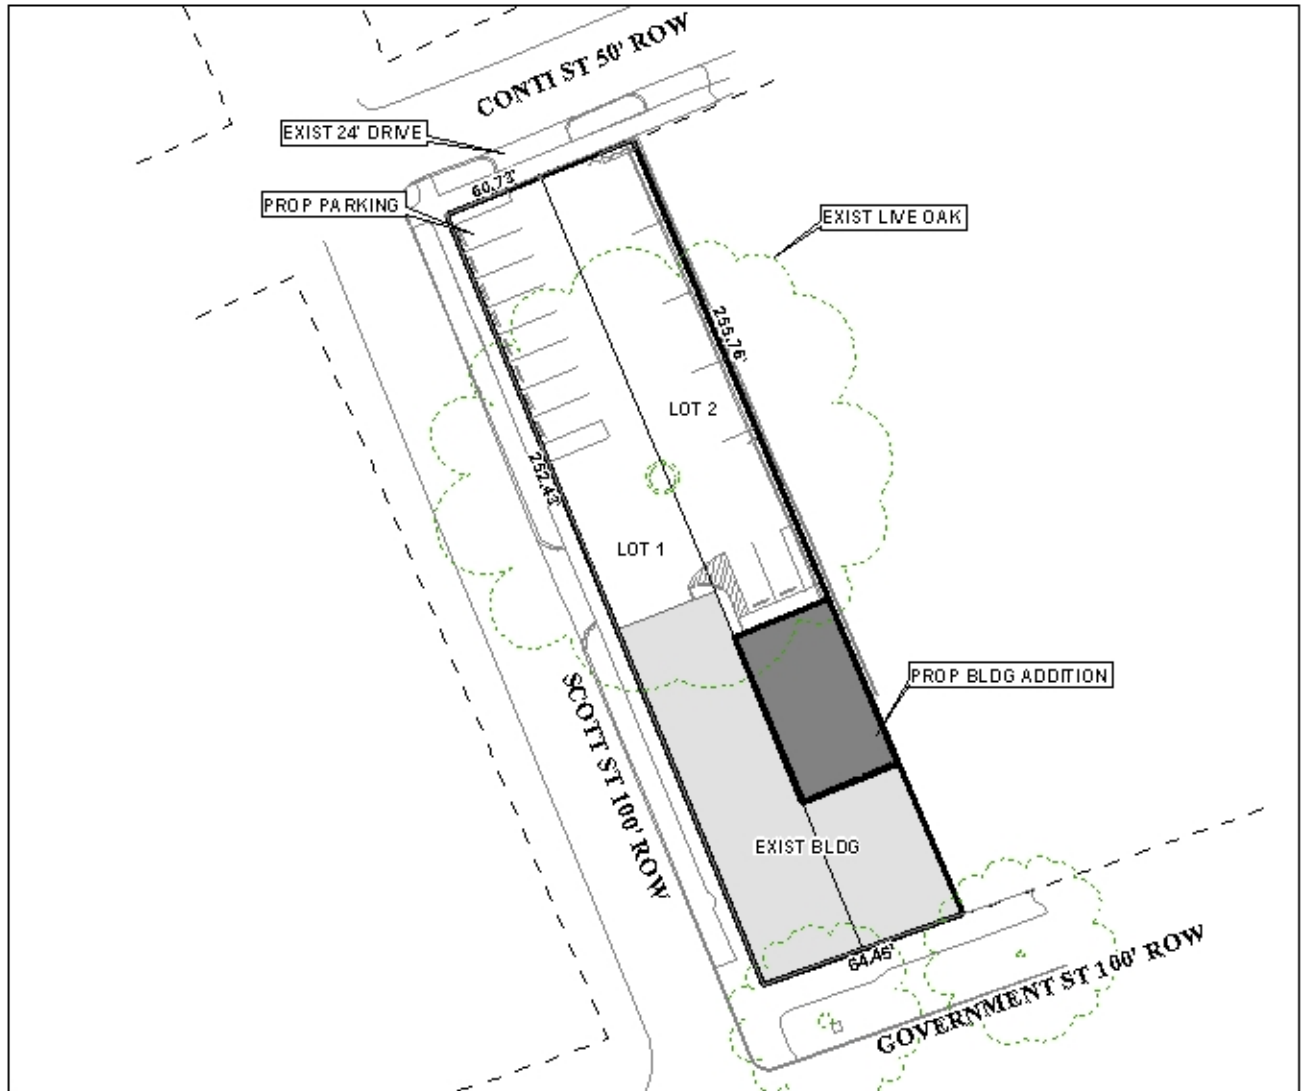 CONTI ST 50' ROW
EXIST 24' DRIVE
60.73'
PROP PARKING
EXIST LIVE OAK
255.76'
LOT 2
252.43'
LOT 1
PROP BLDG ADDITION
SCOTT ST 100' ROW
EXIST BLDG
64.45'
GOVERNMENT ST 100' ROW